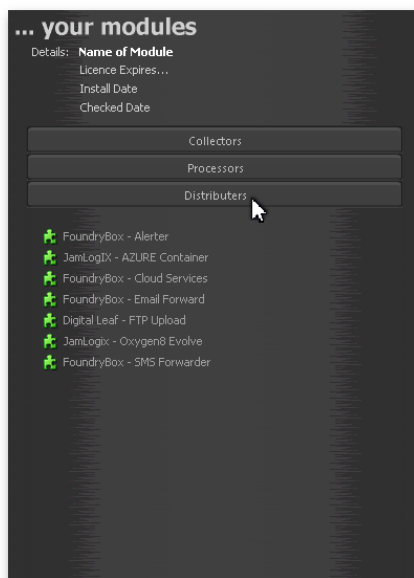 ... your modules
Details: Name of Module
Licence Expires...
Install Date
Checked Date
Collectors
Processors
Distributers
FoundryBox - Alerter
JamLogIX - AZURE Container
FoundryBox - Cloud Services
FoundryBox - Email Forward
Digital Leaf - FTP Upload
JamLogix - Oxygen8 Evolve
FoundryBox - SMS Forwarder